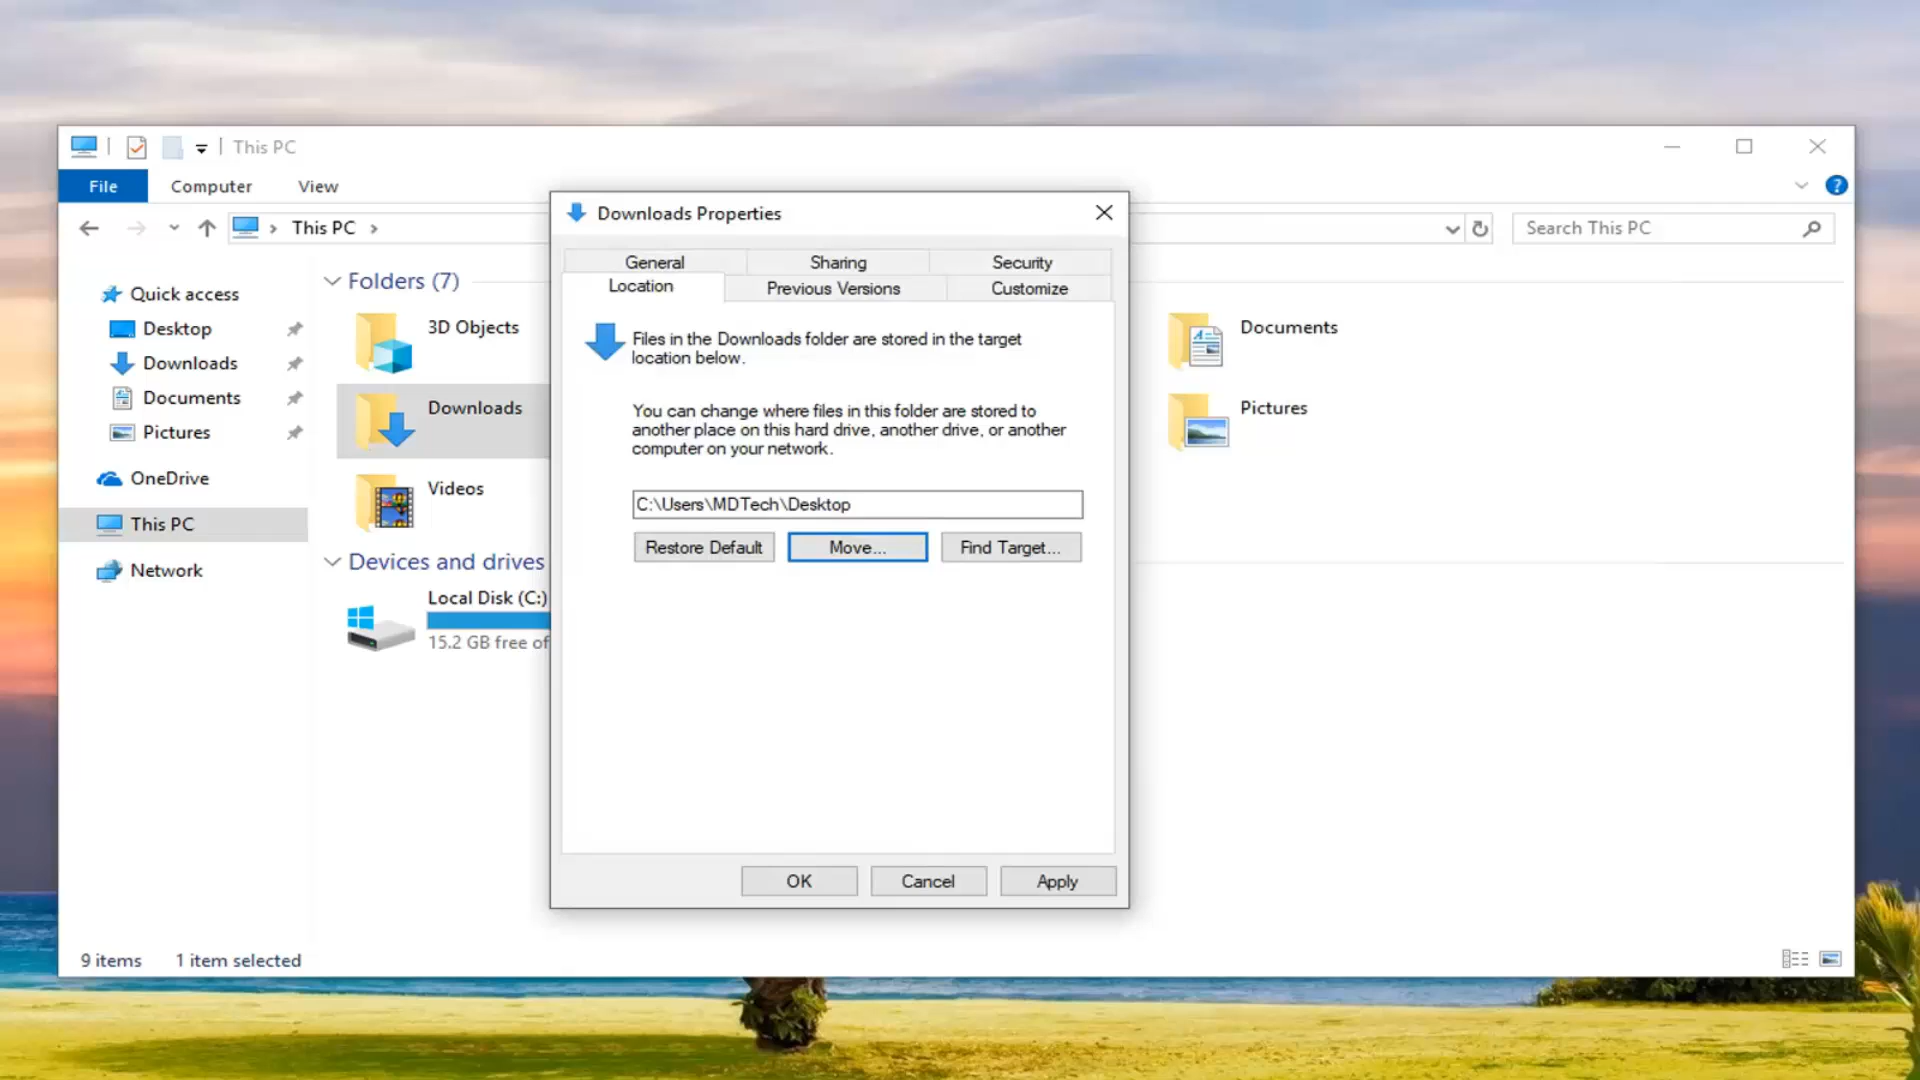 This PC
File
Computer
View
This PC
Search This PC
Quick access
Desktop
Downloads
Documents
Pictures
OneDrive
This PC
Network
Folders (7)
3D Objects
Downloads
Videos
Documents
Pictures
Devices and drives
Local Disk (C:)
15.2 GB free of
Downloads Properties
General
Sharing
Security
Location
Previous Versions
Customize
Files in the Downloads folder are stored in the target
location below.
You can change where files in this folder are stored to
another place on this hard drive, another drive, or another
computer on your network.
C:\Users\MDTech\Desktop
Restore Default
Move...
Find Target...
OK
Cancel
Apply
9 items
1 item selected